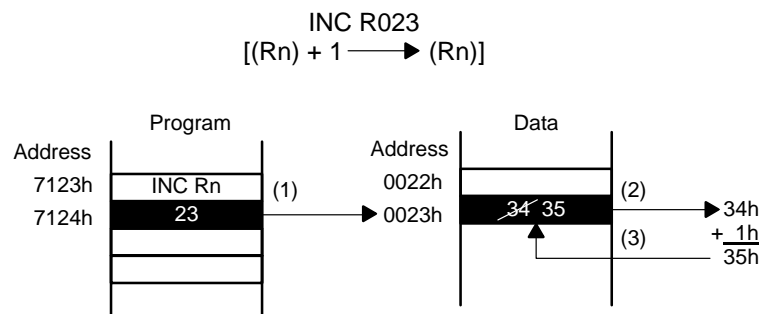 INC R023
[(Rn) + 1 (Rn)]
Program
Data
Address
Address
7123h
INC Rn
(1)
0022h
(2)
7124h
23
0023h
34 35
34h
+ 1h
(3)
35h